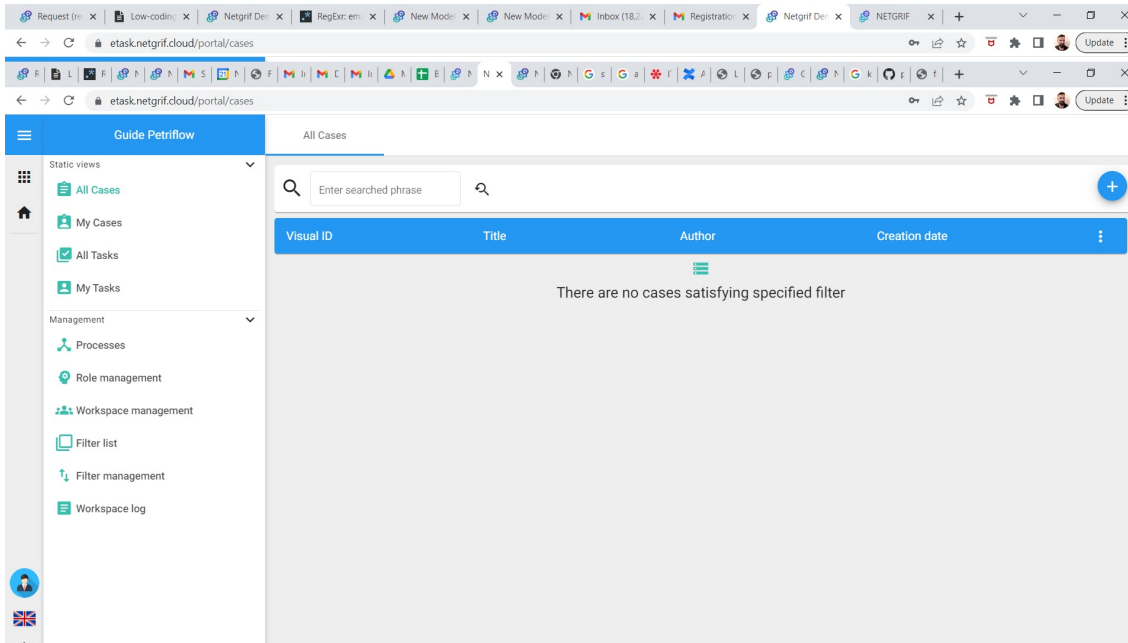 Request (re
Low-coding
Netgrif Der
RegExr: em
New Model
New Model
Inbox (18,2
Registration
Netgrif Der
NETGRIF
etask.netgrif.cloud/portal/cases
Update
etask.netgrif.cloud/portal/cases
Update
Guide Petriflow
All Cases
Static views
All Cases
My Cases
All Tasks
My Tasks
Management
Processes
Role management
Workspace management
Filter list
Filter management
Workspace log
Enter searched phrase
Visual ID Title Author Creation date
There are no cases satisfying specified filter